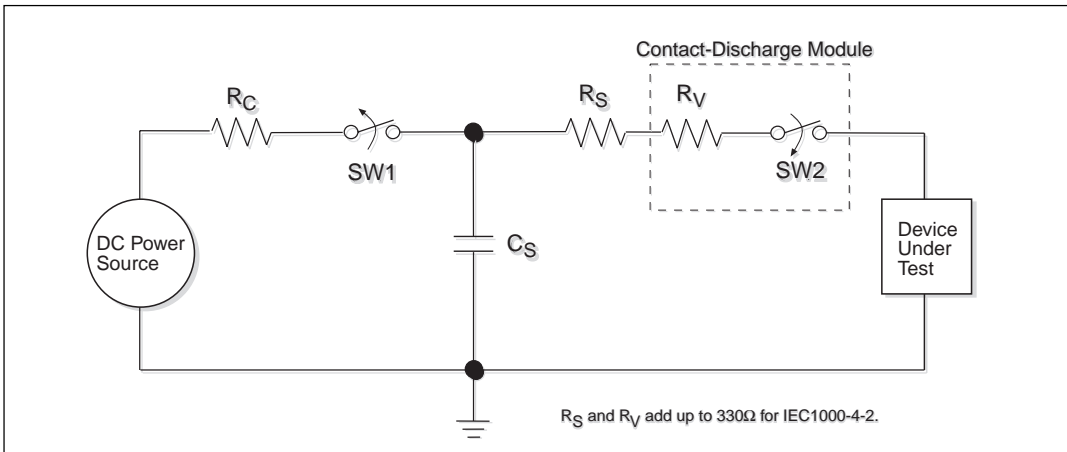 Contact-Discharge Module
RC
RS
RV
SW1
SW2
DC Power
Source
CS
Device
Under
Test
RS and RV add up to 330Ω for IEC1000-4-2.